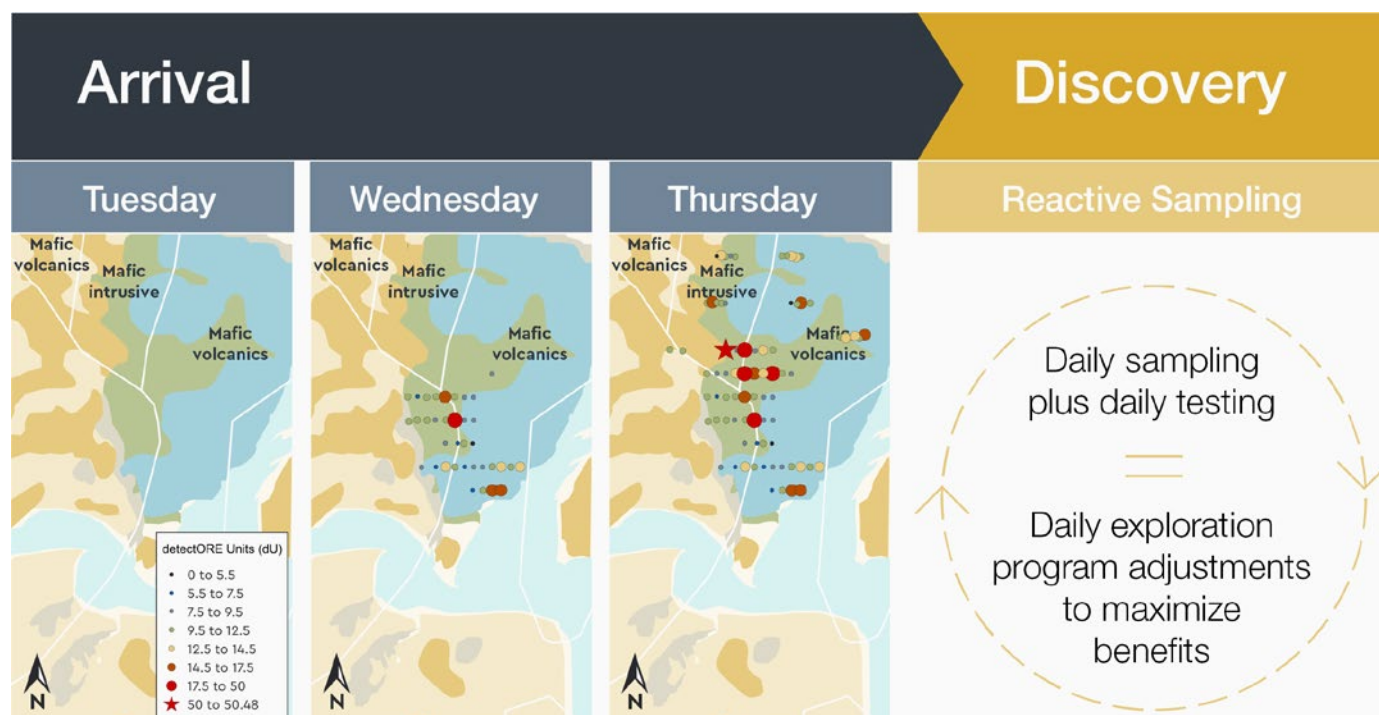 Arrival
Discovery
Tuesday
Wednesday
Thursday
Reactive Sampling
Mafic
volcanics
Mafic
intrusive
Mafic
volcanics
detectORE Units (dU)
0 to 5.5
5.5 to 7.5
7.5 to 9.5
9.5 to 12.5
12.5 to 14.5
14.5 to 17.5
17.5 to 50
50 to 50.48
N
Mafic
volcanics
Mafic
intrusive
Mafic
volcanics
N
Mafic
volcanics
Mafic
intrusive
Mafic
volcanics
N
Daily sampling
plus daily testing
=
Daily exploration
program adjustments
to maximize
benefits